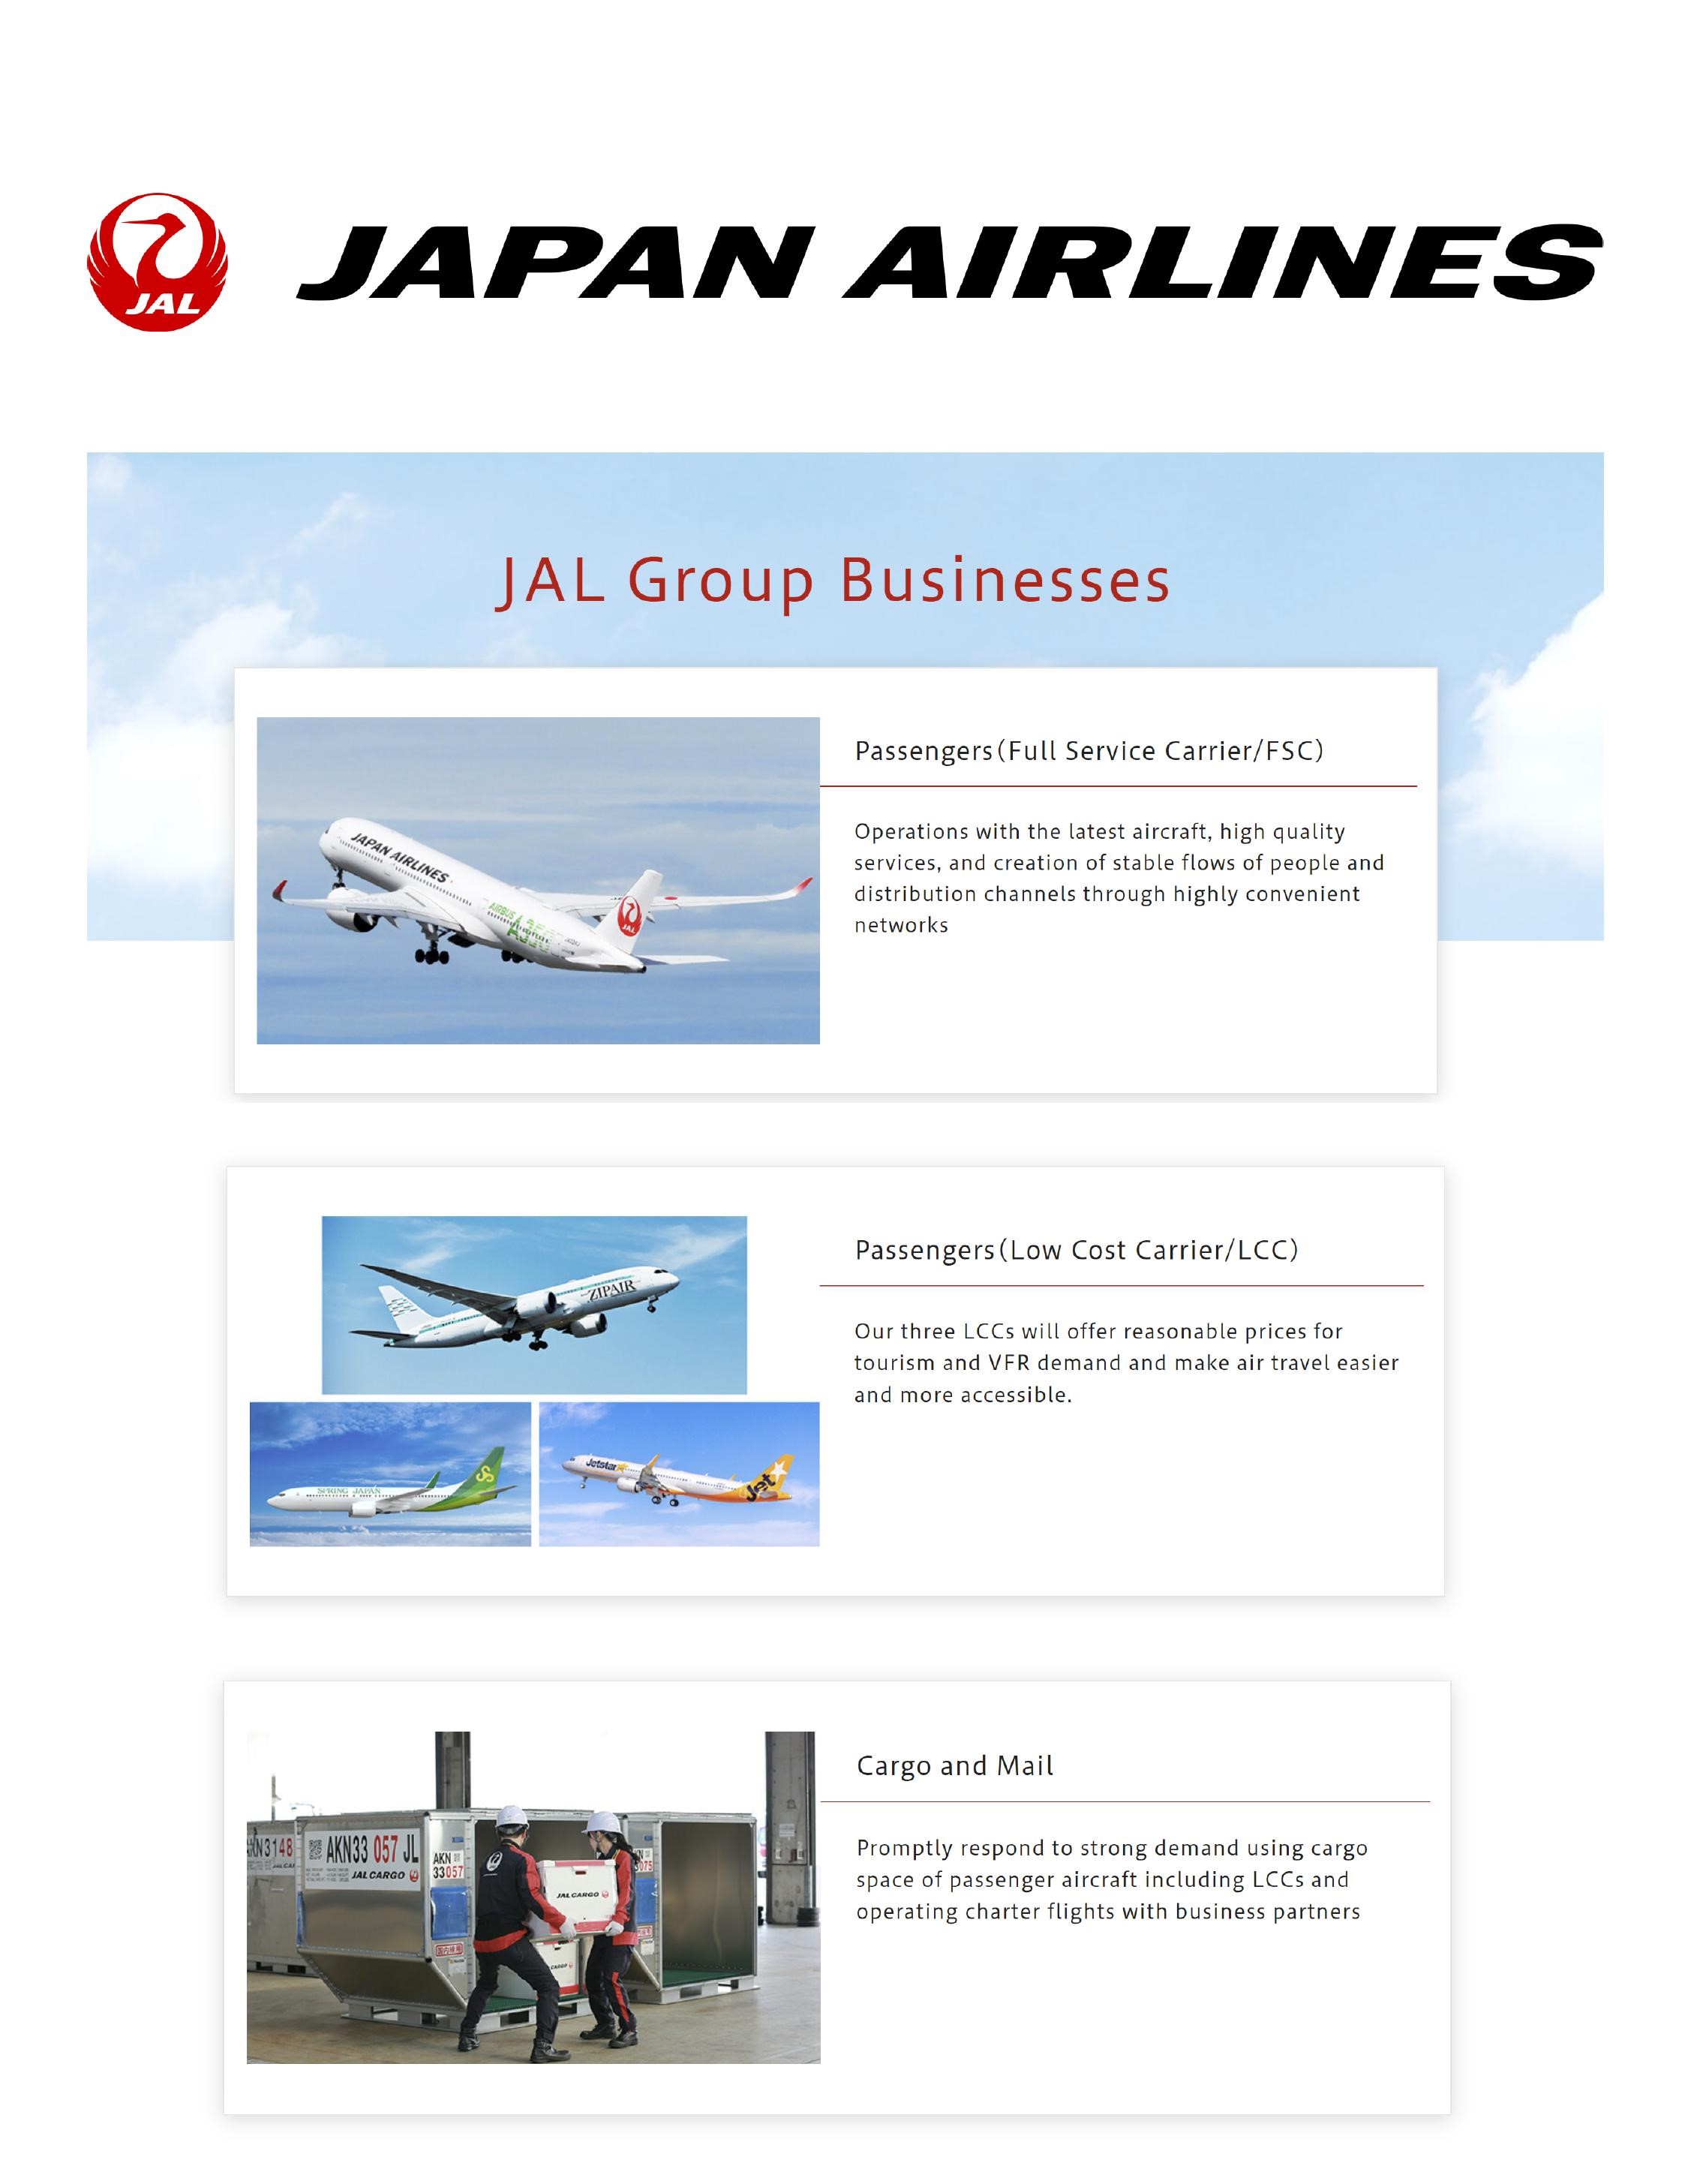 JAL
JAPAN AIRLINES
JAL Group Businesses
JAPAN AIRLINES
AIRBUS
JAL
Passengers(Full Service Carrier/FSC)
Operations with the latest aircraft, high quality
services, and creation of stable flows of people and
distribution channels through highly convenient
networks
ZIPAIR
SPRING JAPAN
Jetstar
Jet
Passengers(Low Cost Carrier/LCC)
Our three LCCs will offer reasonable prices for
tourism and VFR demand and make air travel easier
and more accessible.
AKN33 057 JL
JAL CARGO
AKN
33057
JAL CARGO
CARGO
Cargo and Mail
Promptly respond to strong demand using cargo
space of passenger aircraft including LCCs and
operating charter flights with business partners